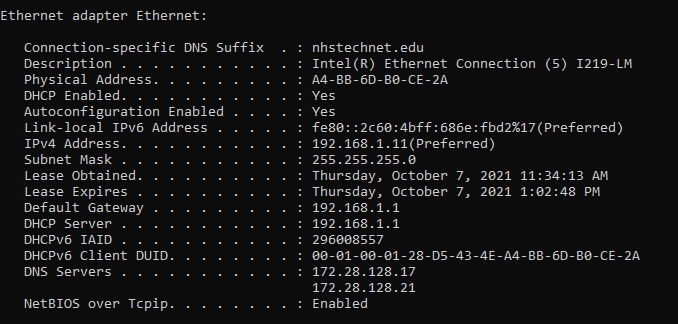 Ethernet adapter Ethernet:
Connection-specific DNS Suffix . : nhstechnet.edu
Description . . . . . . . . . . . : Intel(R) Ethernet Connection (5) I219-LM
Physical Address. . . . . . . . . : A4-BB-6D-B0-CE-2A
DHCP Enabled. . . . . . . . . . . : Yes
Autoconfiguration Enabled . . . . : Yes
Link-local IPv6 Address . . . . . : fe80::2c60:4bff:686e:fbd2%17(Preferred)
IPv4 Address. . . . . . . . . . . : 192.168.1.11(Preferred)
Subnet Mask . . . . . . . . . . . : 255.255.255.0
Lease Obtained. . . . . . . . . . : Thursday, October 7, 2021 11:34:13 AM
Lease Expires . . . . . . . . . . : Thursday, October 7, 2021 1:02:48 PM
Default Gateway . . . . . . . . . : 192.168.1.1
DHCP Server . . . . . . . . . . . : 192.168.1.1
DHCPv6 IAID . . . . . . . . . . . : 296008557
DHCPv6 Client DUID. . . . . . . . : 00-01-00-01-28-D5-43-4E-A4-BB-6D-B0-CE-2A
DNS Servers . . . . . . . . . . . : 172.28.128.17
172.28.128.21
NetBIOS over Tcpip. . . . . . . . : Enabled